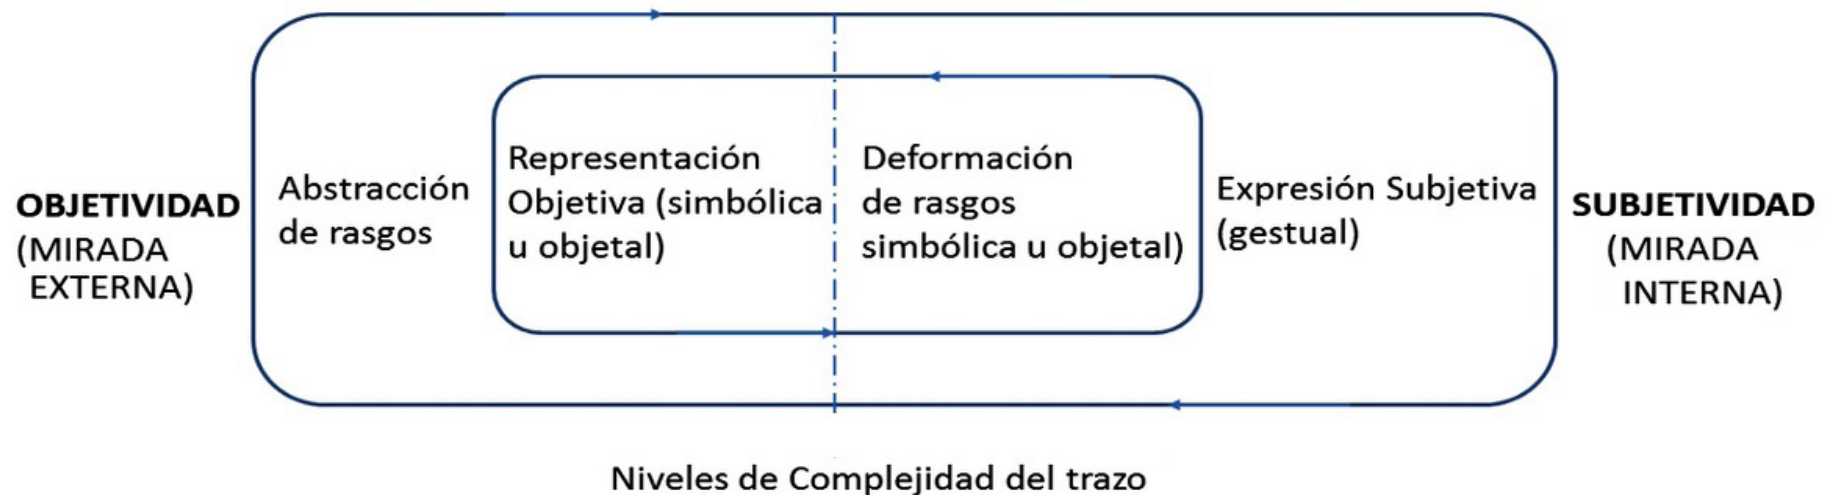 OBJETIVIDAD
(MIRADA
EXTERNA)
Abstracción
de rasgos
Representación
Objetiva (simbólica
u objetal)
Deformación
de rasgos
simbólica u objetal)
Expresión Subjetiva
(gestual)
SUBJETIVIDAD
(MIRADA
INTERNA)
Niveles de Complejidad del trazo